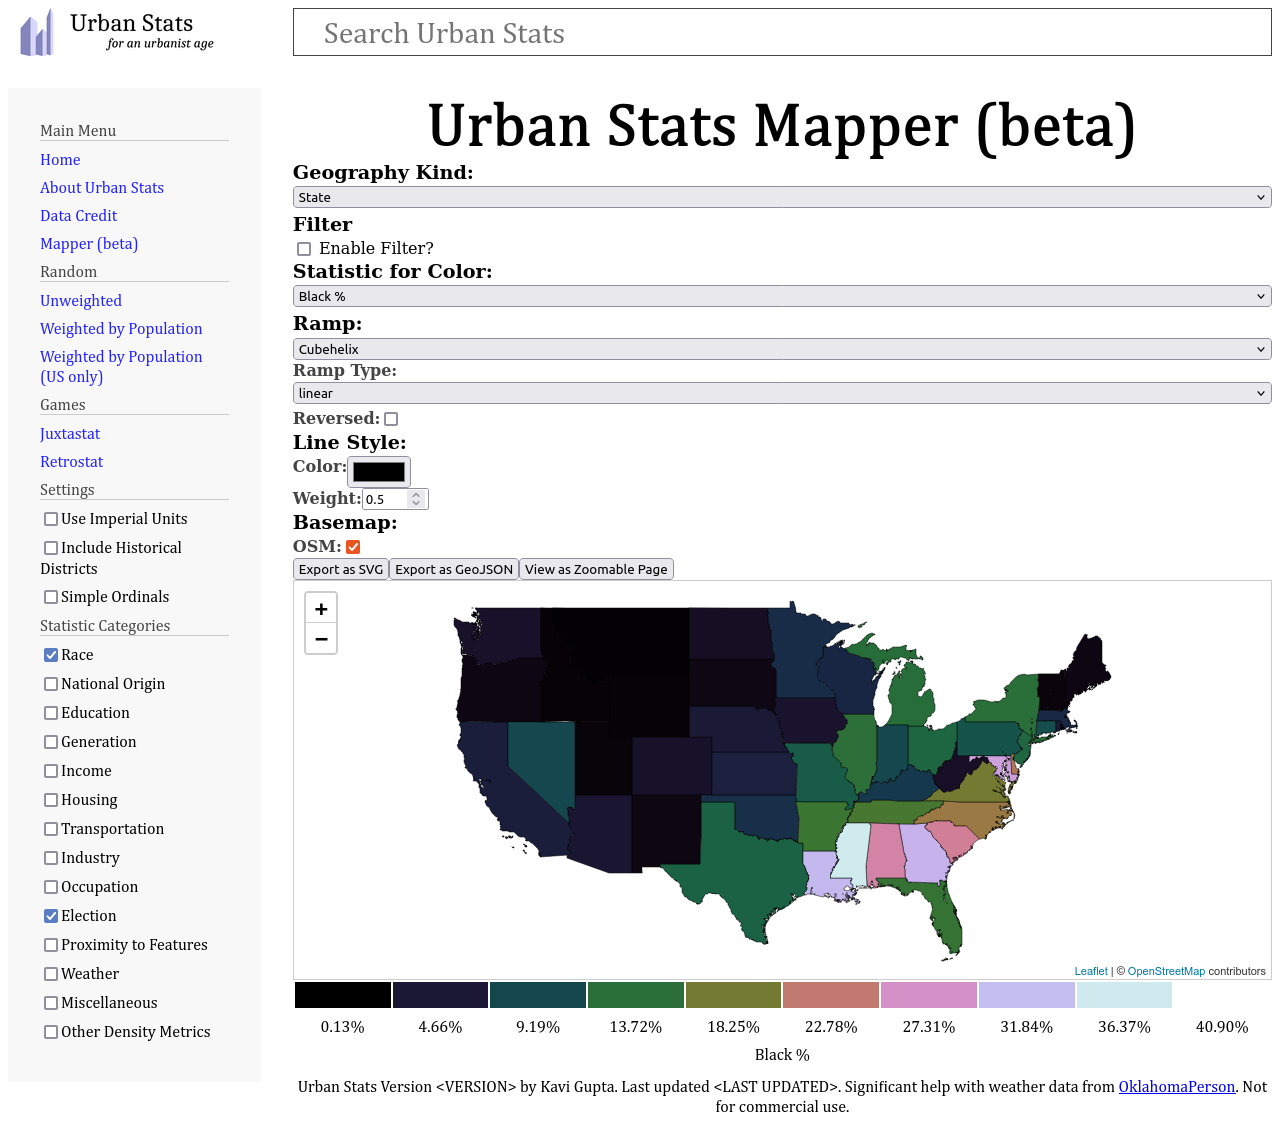 Urban Stats
for an urbanist age
Search Urban Stats
Main Menu
Home
About Urban Stats
Data Credit
Mapper (beta)
Random
Unweighted
Weighted by Population
Weighted by Population
(US only)
Games
Juxtastat
Retrostat
Settings
Use Imperial Units
Include Historical
Districts
Simple Ordinals
Statistic Categories
Race
National Origin
Education
Generation
Income
Housing
Transportation
Industry
Occupation
Election
Proximity to Features
Weather
Miscellaneous
Other Density Metrics
Urban Stats Mapper (beta)
Geography Kind:
State
Filter
Enable Filter?
Statistic for Color:
Black %
Ramp:
Cubehelix
Ramp Type:
linear
Reversed:
Line Style:
Color:
Weight: 0.5
Basemap:
OSM:
Export as SVG Export as GeoJSON View as Zoomable Page
+
−
Leaflet | © OpenStreetMap contributors
0.13% 4.66% 9.19% 13.72% 18.25% 22.78% 27.31% 31.84% 36.37% 40.90%
Black %
Urban Stats Version <VERSION> by Kavi Gupta. Last updated <LAST UPDATED>. Significant help with weather data from OklahomaPerson. Not
for commercial use.